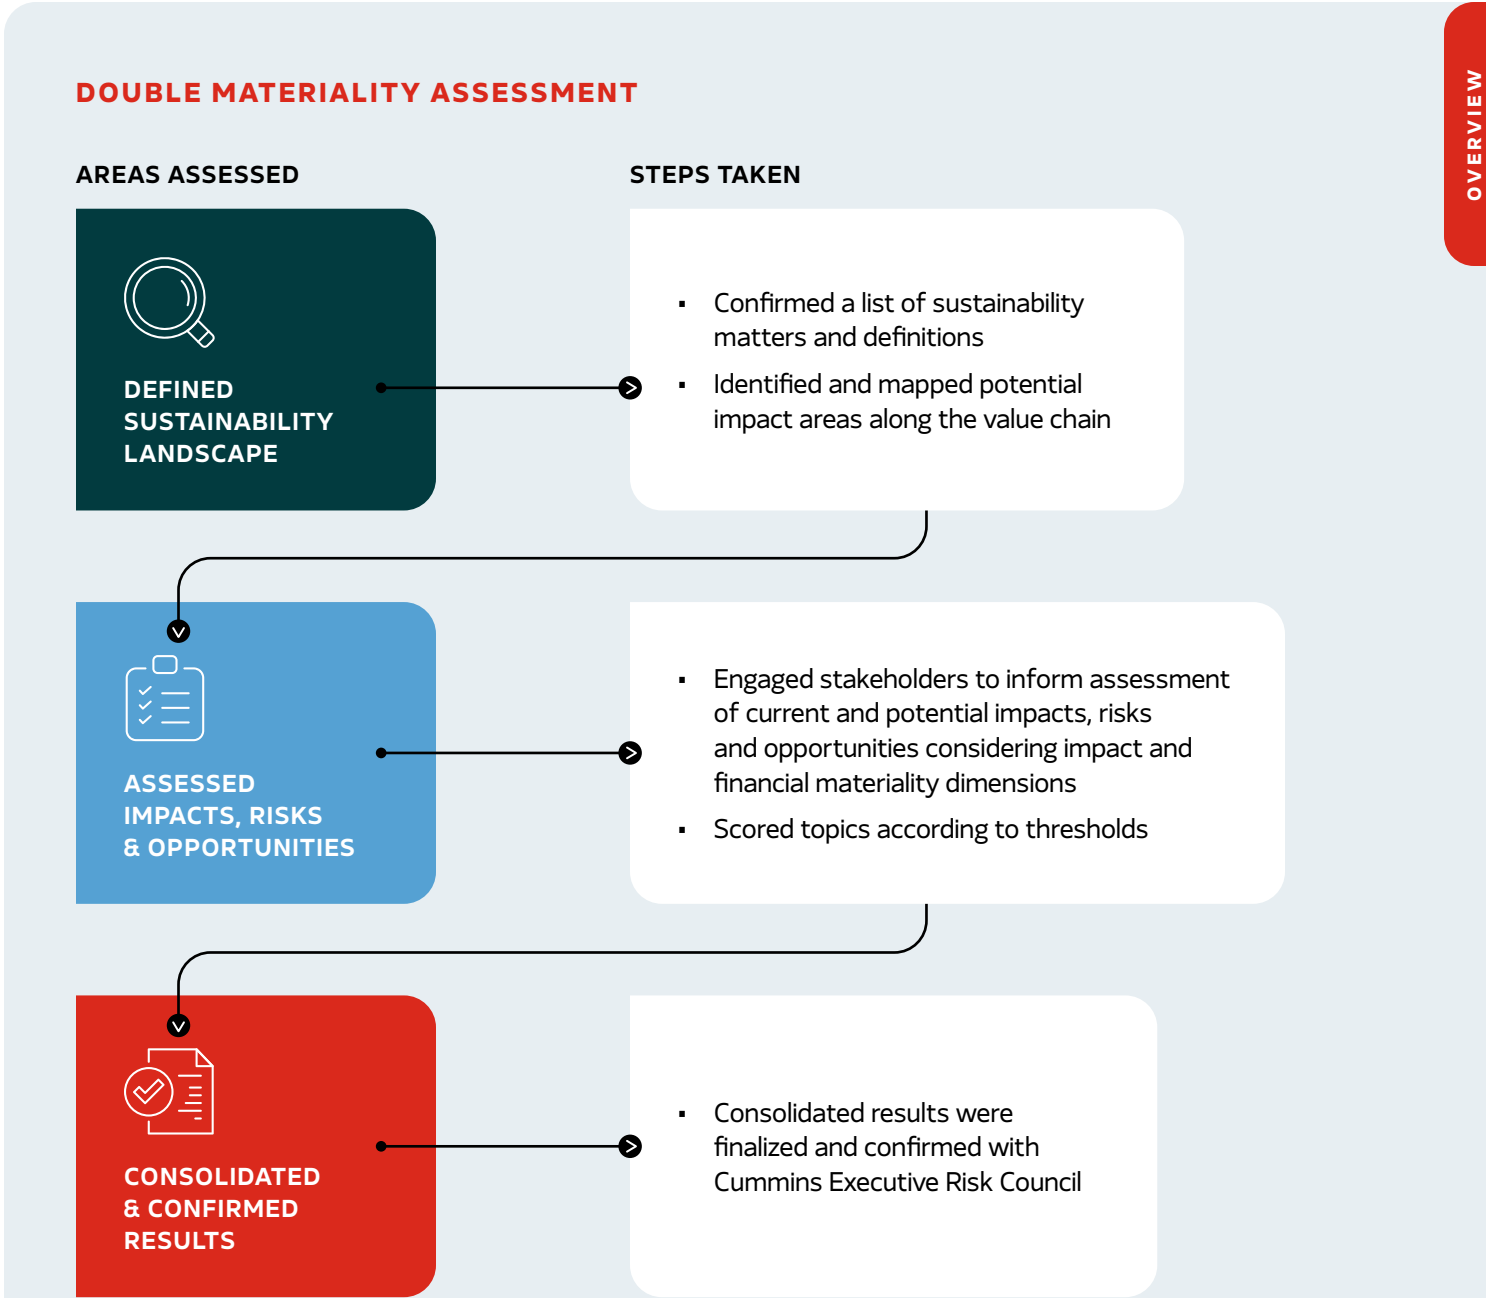 DOUBLE MATERIALITY ASSESSMENT
OVERVIEW
AREAS ASSESSED
STEPS TAKEN
DEFINED
SUSTAINABILITY
LANDSCAPE
▪ Confirmed a list of sustainability
matters and definitions
▪ Identified and mapped potential
impact areas along the value chain
ASSESSED
IMPACTS, RISKS
& OPPORTUNITIES
▪ Engaged stakeholders to inform assessment
of current and potential impacts, risks
and opportunities considering impact and
financial materiality dimensions
▪ Scored topics according to thresholds
CONSOLIDATED
& CONFIRMED
RESULTS
▪ Consolidated results were
finalized and confirmed with
Cummins Executive Risk Council